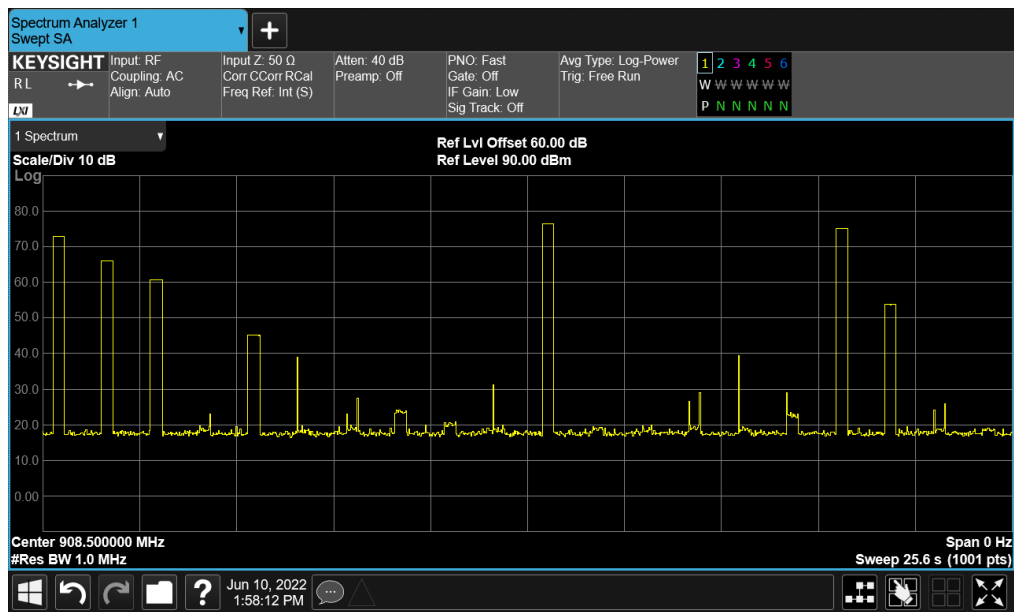 Spectrum Analyzer 1
Swept SA
+
KEYSIGHT
R L
LXI
Input: RF
Coupling: AC
Align: Auto
Input Z: 50 Ω
Corr CCorr RCal
Freq Ref: Int (S)
Atten: 40 dB
Preamp: Off
PNO: Fast
Gate: Off
IF Gain: Low
Sig Track: Off
Avg Type: Log-Power
Trig: Free Run
1 2 3 4 5 6
W W W W W W
P N N N N N
1 Spectrum
Scale/Div 10 dB
Ref Lvl Offset 60.00 dB
Ref Level 90.00 dBm
Log
80.0
70.0
60.0
50.0
40.0
30.0
20.0
10.0
0.00
Center 908.500000 MHz
#Res BW 1.0 MHz
Span 0 Hz
Sweep 25.6 s (1001 pts)
?
Jun 10, 2022
1:58:12 PM